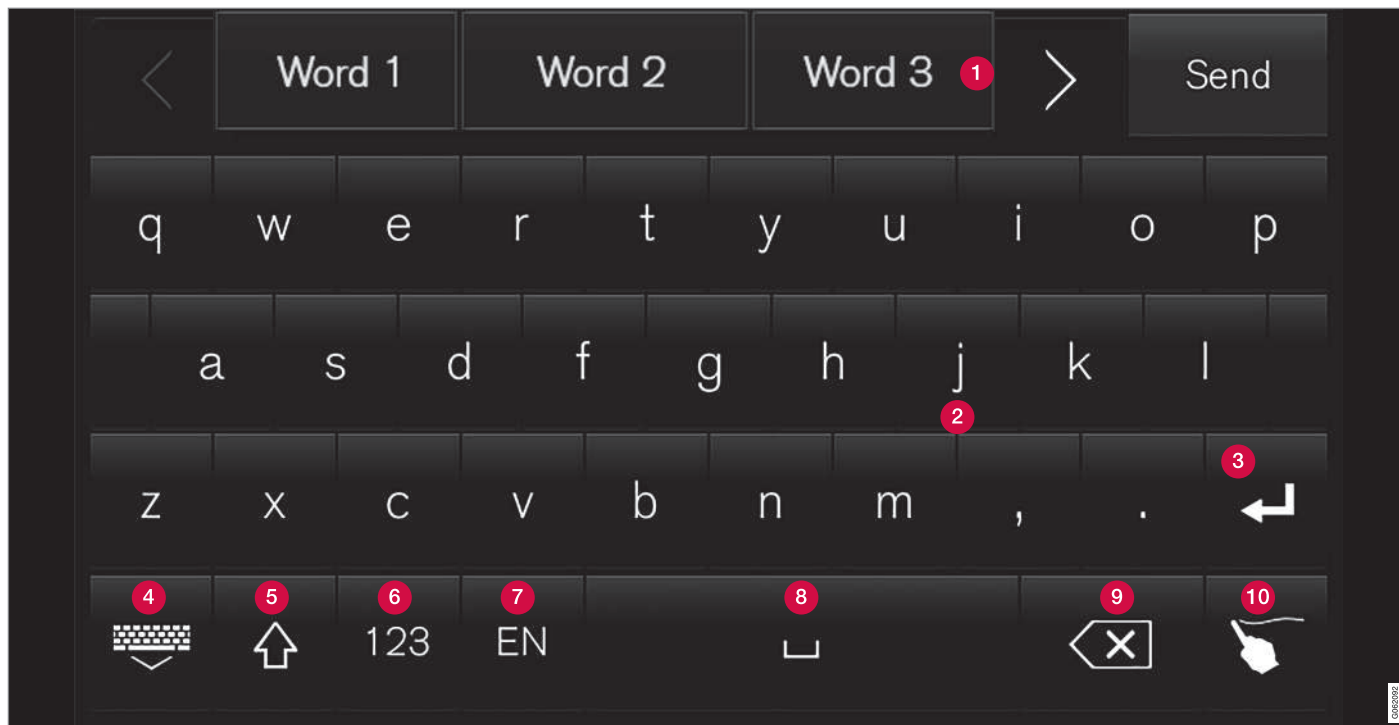 Word 1 Word 2 Word 3 1 Send
q w e r t y u i o p
a s d f g h j k l
2
3
z x c v b n m , .
4 5 6 7 8 9 10
123 EN
G062092